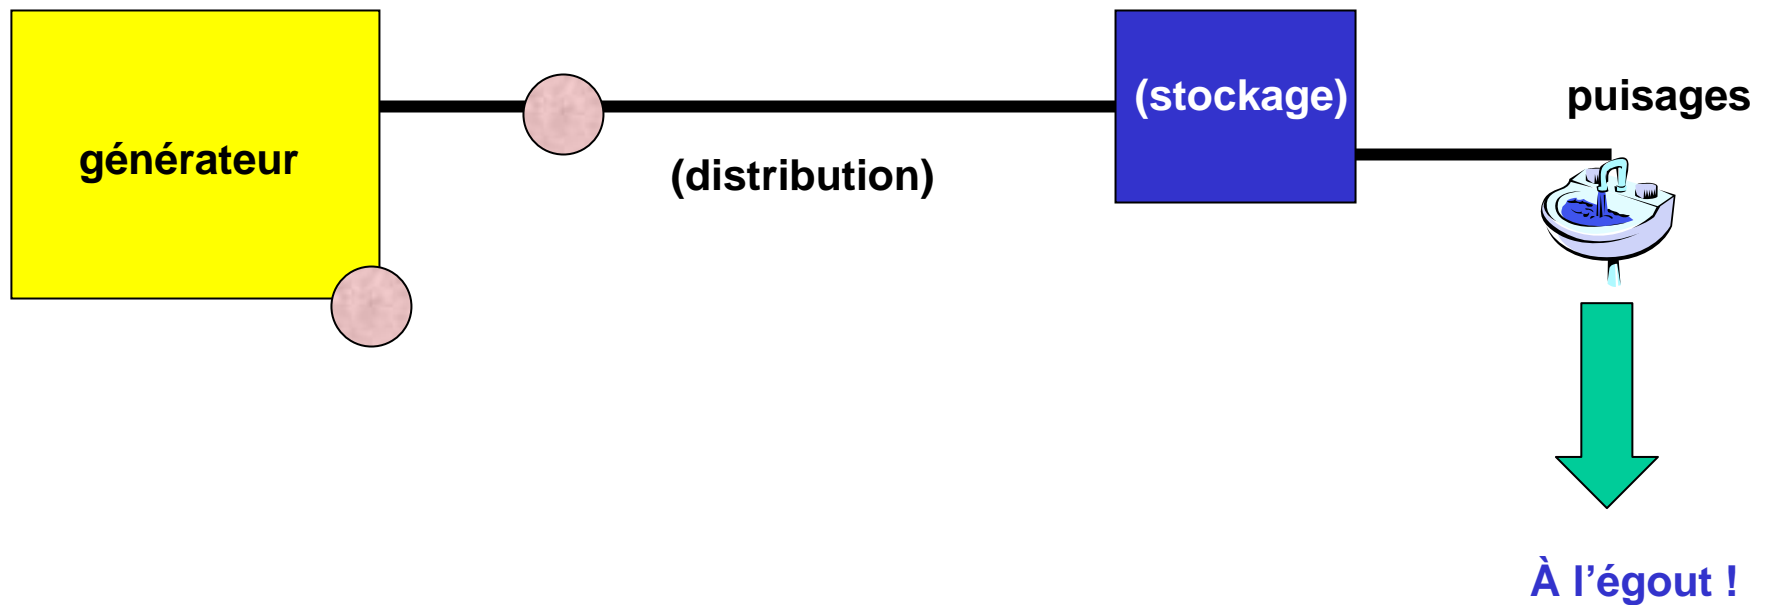 générateur
(distribution)
(stockage)
puisages
À l’égout !